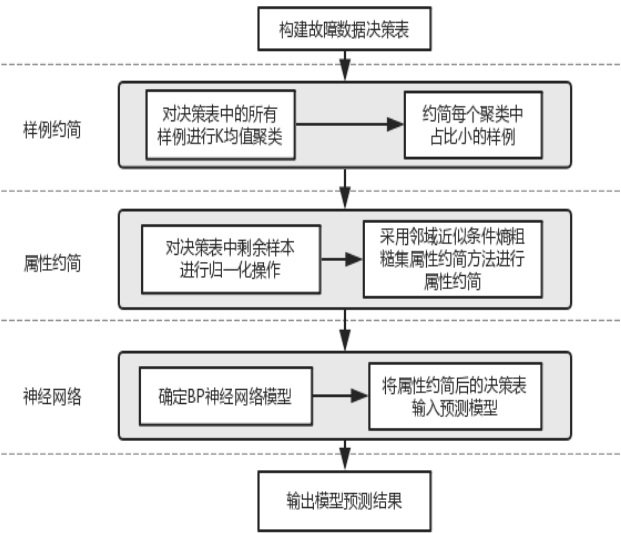 构建故障数据决策表
样例约简
对决策表中的所有
样例进行K均值聚类
约简每个聚类中
占比小的样例
属性约简
对决策表中剩余样本
进行归一化操作
采用邻域近似条件熵粗
糙集属性约简方法进行
属性约简
神经网络
确定BP神经网络模型
将属性约简后的决策表
输入预测模型
输出模型预测结果